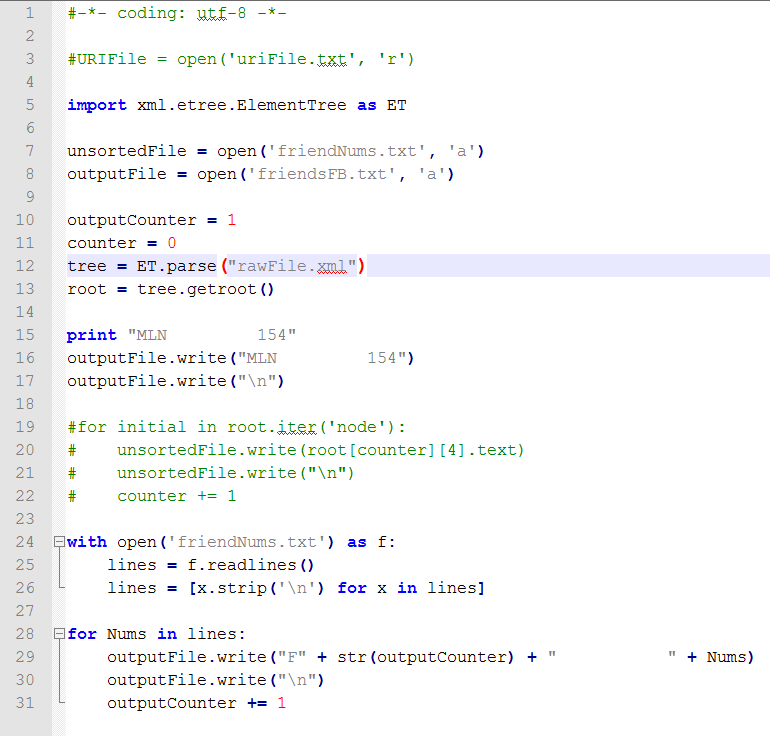 1 #-*- coding: utf-8 -*-
2
3 #URIFile = open('uriFile.txt', 'r')
4
5 import xml.etree.ElementTree as ET
6
7 unsortedFile = open('friendNums.txt', 'a')
8 outputFile = open('friendsFB.txt', 'a')
9
10 outputCounter = 1
11 counter = 0
12 tree = ET.parse("rawFile.xml")
13 root = tree.getroot()
14
15 print "MLN         154"
16 outputFile.write("MLN         154")
17 outputFile.write("\n")
18
19 #for initial in root.iter('node'):
20 #    unsortedFile.write(root[counter][4].text)
21 #    unsortedFile.write("\n")
22 #    counter += 1
23
24 with open('friendNums.txt') as f:
25     lines = f.readlines()
26     lines = [x.strip('\n') for x in lines]
27
28 for Nums in lines:
29     outputFile.write("F" + str(outputCounter) + "           " + Nums)
30     outputFile.write("\n")
31     outputCounter += 1